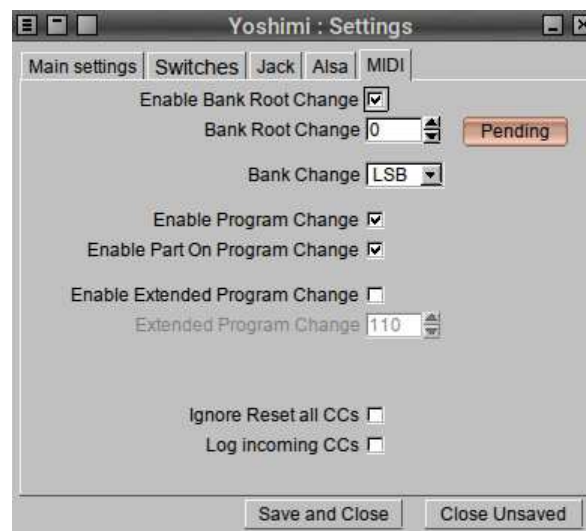 Yoshimi : Settings
Main settings Switches Jack Alsa MIDI
Enable Bank Root Change
Bank Root Change 0 Pending
Bank Change LSB
Enable Program Change
Enable Part On Program Change
Enable Extended Program Change
Extended Program Change 110
Ignore Reset all CCs
Log incoming CCs
Save and Close Close Unsaved